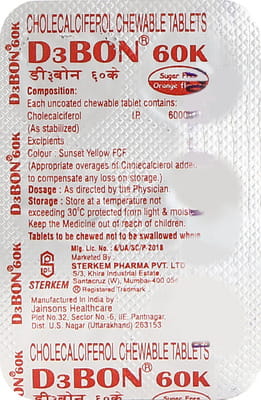 CHOLECALCIFEROL CHEWABLE TABLETS
D3BON® 60K
डी३बोन ६०के
Sugar Free
Orange
Composition:
Each uncoated chewable tablet contains:
Cholecalciferol I.P.
(As stabilized)
Excipients
Colour : Sunset Yellow FCF
(Appropriate overages of Cholecalciferol added
to compensate any loss on storage.)
Dosage : As directed by the Physician
Storage : Store at a temperature not
exceeding 30°C protected from light & moisture
Keep the Medicine out of reach of children.
Tablets to be chewed not to be swallowed whole
Mfg. Lic. No. : 4/UA/SC/P-2018
Marketed By :
STERKEM PHARMA PVT. LTD
5/3, Khira Industrial Estate
Santacruz (W), Mumbai-400 054
® Registered Trademark
STERKEM
Manufactured in India by
Jainsons Healthcare
Plot No.32, Sector No.-6, IIE, Pantnagar,
Dist. U.S. Nagar (Uttarakhand) 263153
D3BON® 60K
CHOLECALCIFEROL CHEWABLE TABLETS
D3BON® 60K